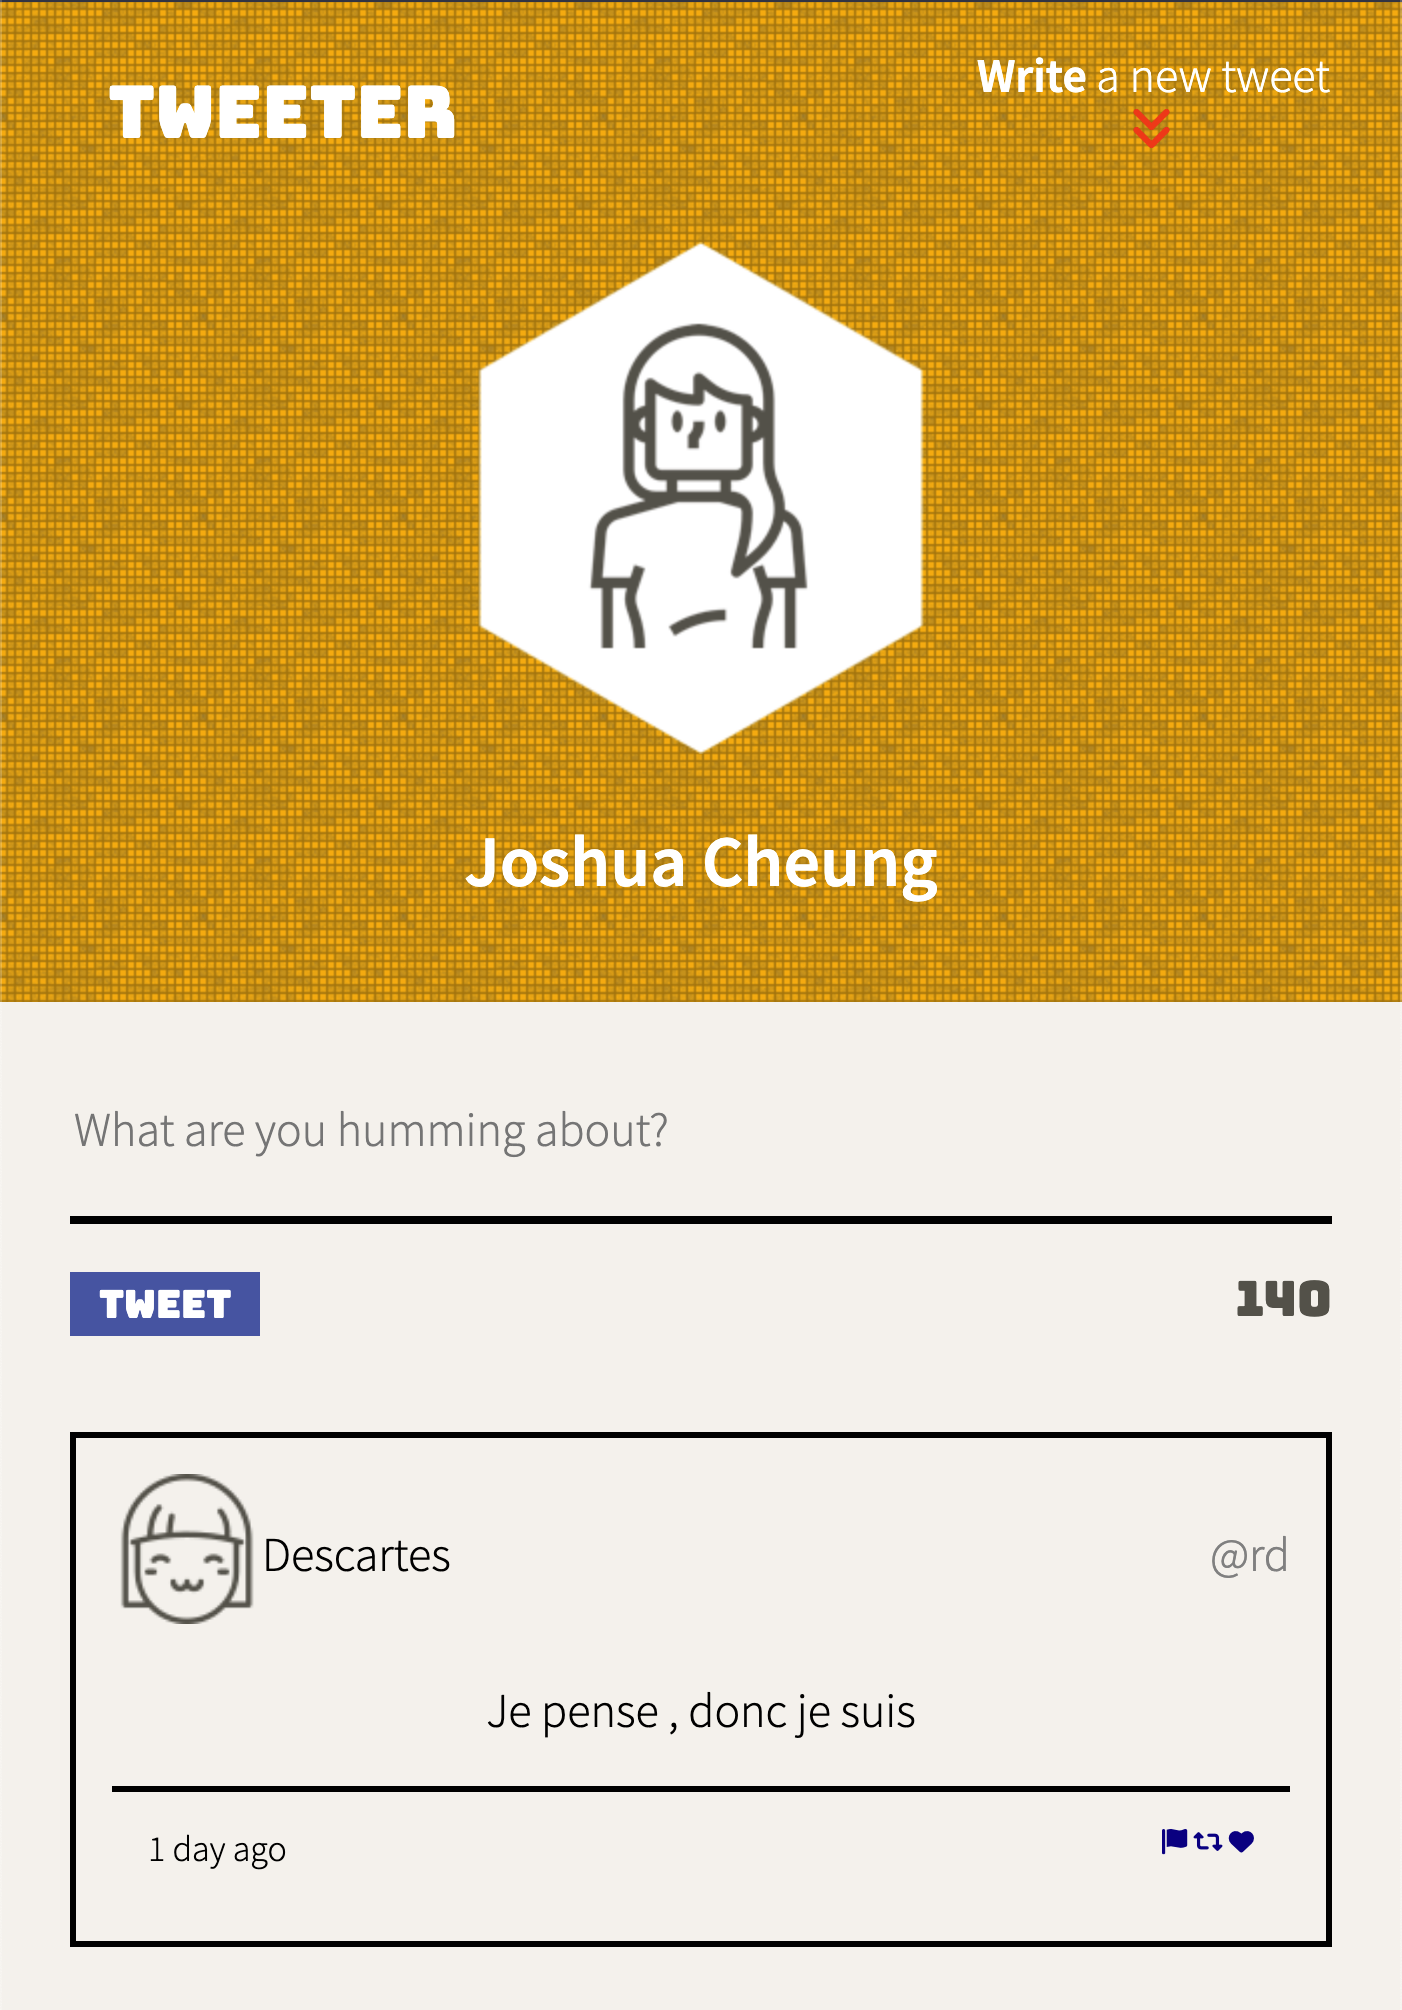 TWEETER
Write a new tweet
Joshua Cheung
What are you humming about?
TWEET
140
Descartes
@rd
Je pense , donc je suis
1 day ago